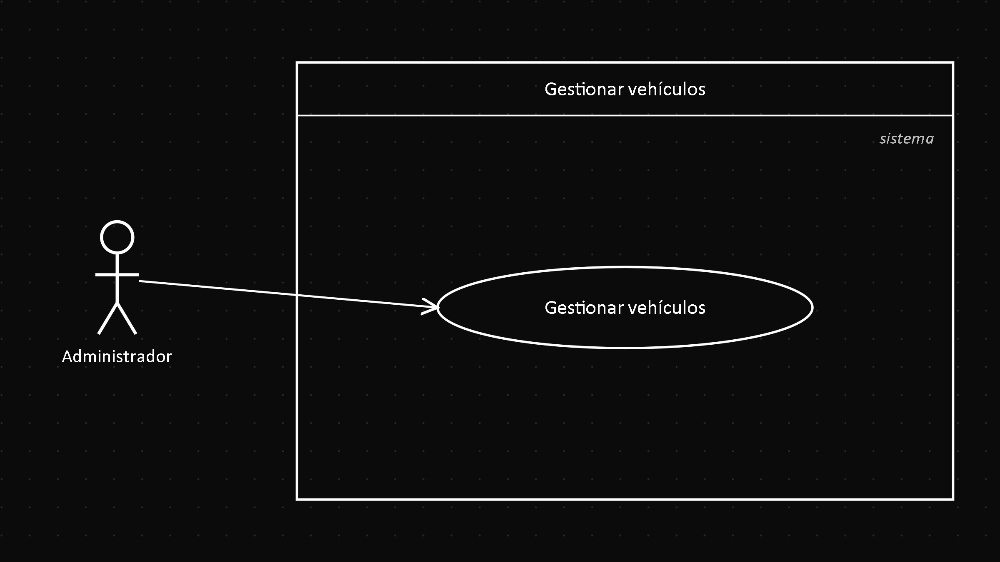 Gestionar vehículos
sistema
Gestionar vehículos
Administrador